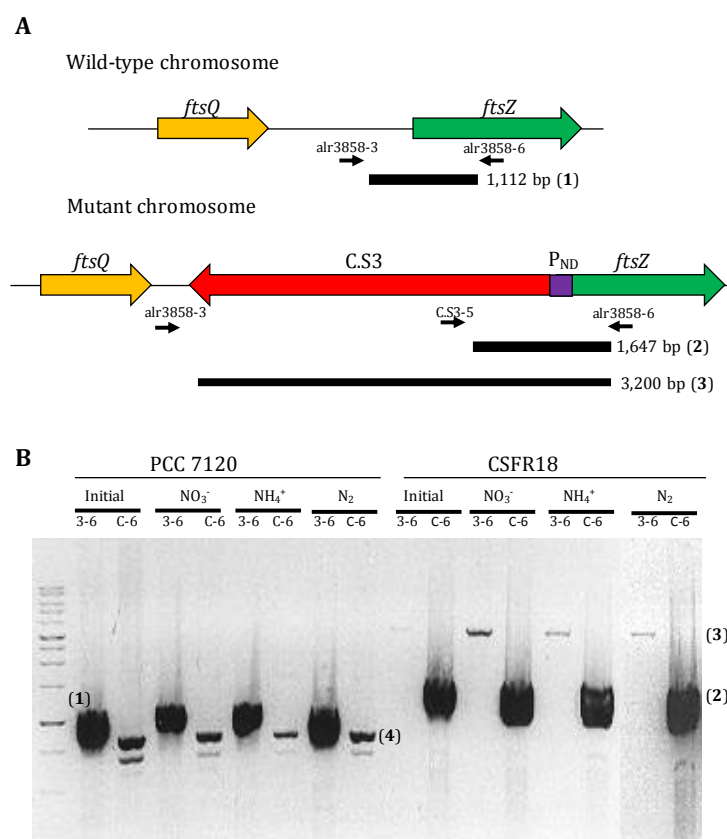 A
Wild-type chromosome
ftsQ
ftsZ
alr3858-3
alr3858-6
1,112 bp (1)
Mutant chromosome
ftsQ
C.S3
PND
ftsZ
alr3858-3
C.S3-5
alr3858-6
1,647 bp (2)
3,200 bp (3)
B
PCC 7120
CSFR18
Initial NO3- NH4+ N2 Initial NO3- NH4+ N2
3-6 C-6 3-6 C-6 3-6 C-6 3-6 C-6 3-6 C-6 3-6 C-6 3-6 C-6 3-6 C-6
(3)
(1)
(2)
(4)